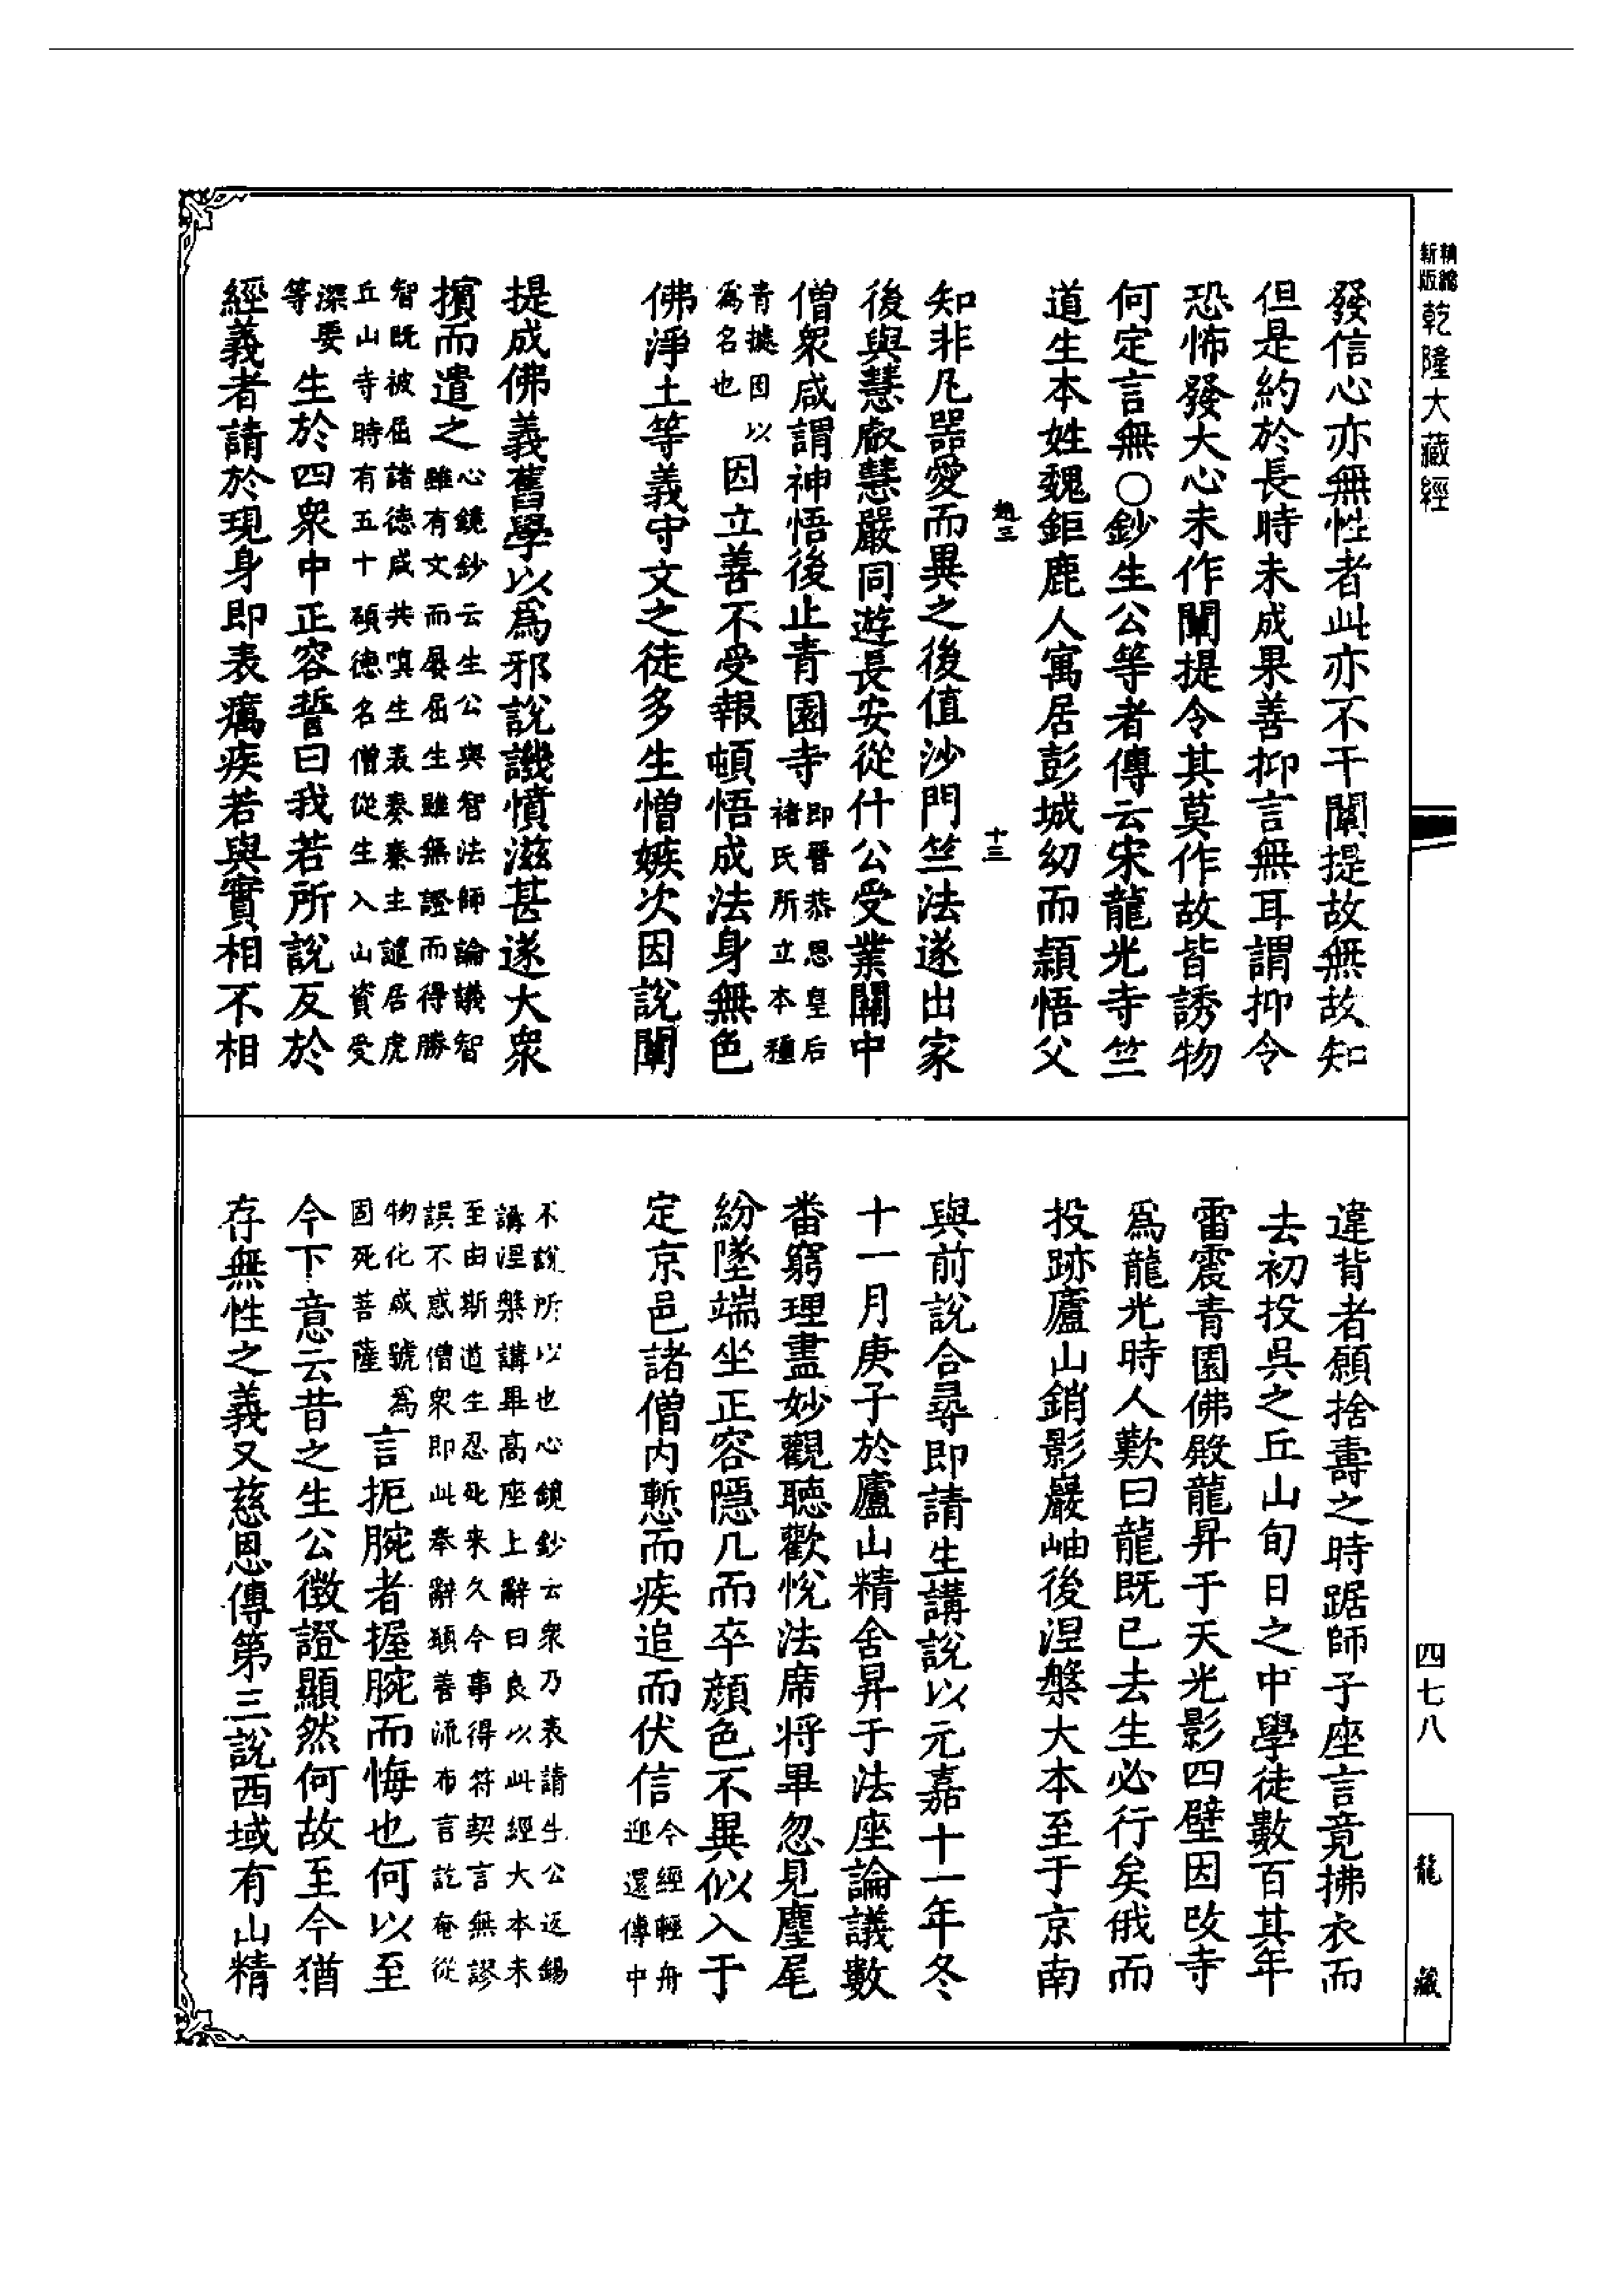 精縮新版乾隆大藏經
發信心亦無性者此亦不干闡提故無故知
但是約於長時未成果善抑言無耳謂抑令
恐怖發大心未作闡提令其莫作故皆誘物
何定言無○鈔生公等者傳云宋龍光寺竺
道生本姓魏鉅鹿人寓居彭城幼而頴悟父
趙三 十三
知非凡器愛而異之後值沙門竺法遂出家
後與慧叡慧嚴同遊長安從什公受業關中
僧衆咸謂神悟後止青園寺即晉恭思皇后褚氏所立本種
青據因以爲名也因立善不受報頓悟成法身無色
佛淨土等義守文之徒多生憎嫉次因說闡
提成佛義舊學以爲邪說譏憤滋甚遂大衆
擯而遣之心鏡鈔云生公與智法師論議智雖有文而屢屈生雖無證而得勝
智既被屈諸德咸共嗔生表奏秦主讁居虎丘山寺時有五十碩德名僧從生入山資受
深要等生於四衆中正容誓曰我若所說反於
經義者請於現身即表癘疾若與實相不相
違背者願捨壽之時踞師子座言竟拂衣而
去初投吳之丘山旬日之中學徒數百其年
雷震青園佛殿龍昇于天光影四壁因改寺
爲龍光時人歎曰龍既已去生必行矣俄而
投跡廬山銷影巖岫後涅槃大本至于京南
與前說合尋即請生講說以元嘉十一年冬
十一月庚子於廬山精舍昇于法座論議數
番窮理盡妙觀聽歡悅法席將畢忽見麈尾
紛墜端坐正容隱几而卒顏色不異似入于
定京邑諸僧内慙而疾追而伏信今經輕舟迎還傳中
不說所以也心鏡鈔云衆乃表請生公返錫講涅槃講畢高座上辭曰良以此經大本未
至由斯道生忍死来久今事得符契言無謬誤不惑僧衆即此奉辭願善流布言訖奄從
物化咸號爲固死菩薩言扼腕者握腕而悔也何以至
今下意云昔之生公徵證顯然何故至今猶
存無性之義又慈恩傳第三說西域有山精
四七八
龍藏